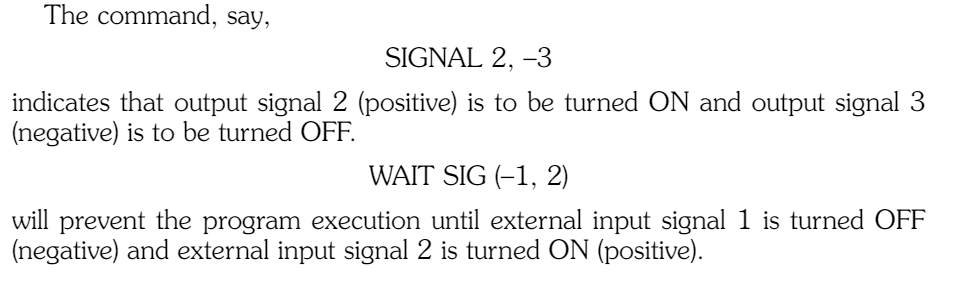 The command, say,
SIGNAL 2, –3
indicates that output signal 2 (positive) is to be turned ON and output signal 3
(negative) is to be turned OFF.
WAIT SIG (–1, 2)
will prevent the program execution until external input signal 1 is turned OFF
(negative) and external input signal 2 is turned ON (positive).